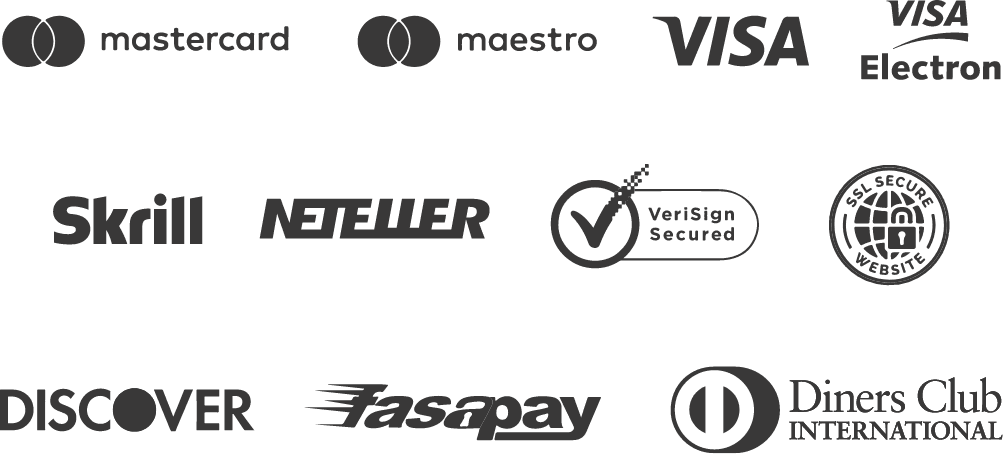 mastercard
maestro
VISA
VISA
Electron
Skrill
NETELLER
VeriSign
Secured
SSL SECURE
WEBSITE
DISCOVER
fasapay
Diners Club
INTERNATIONAL